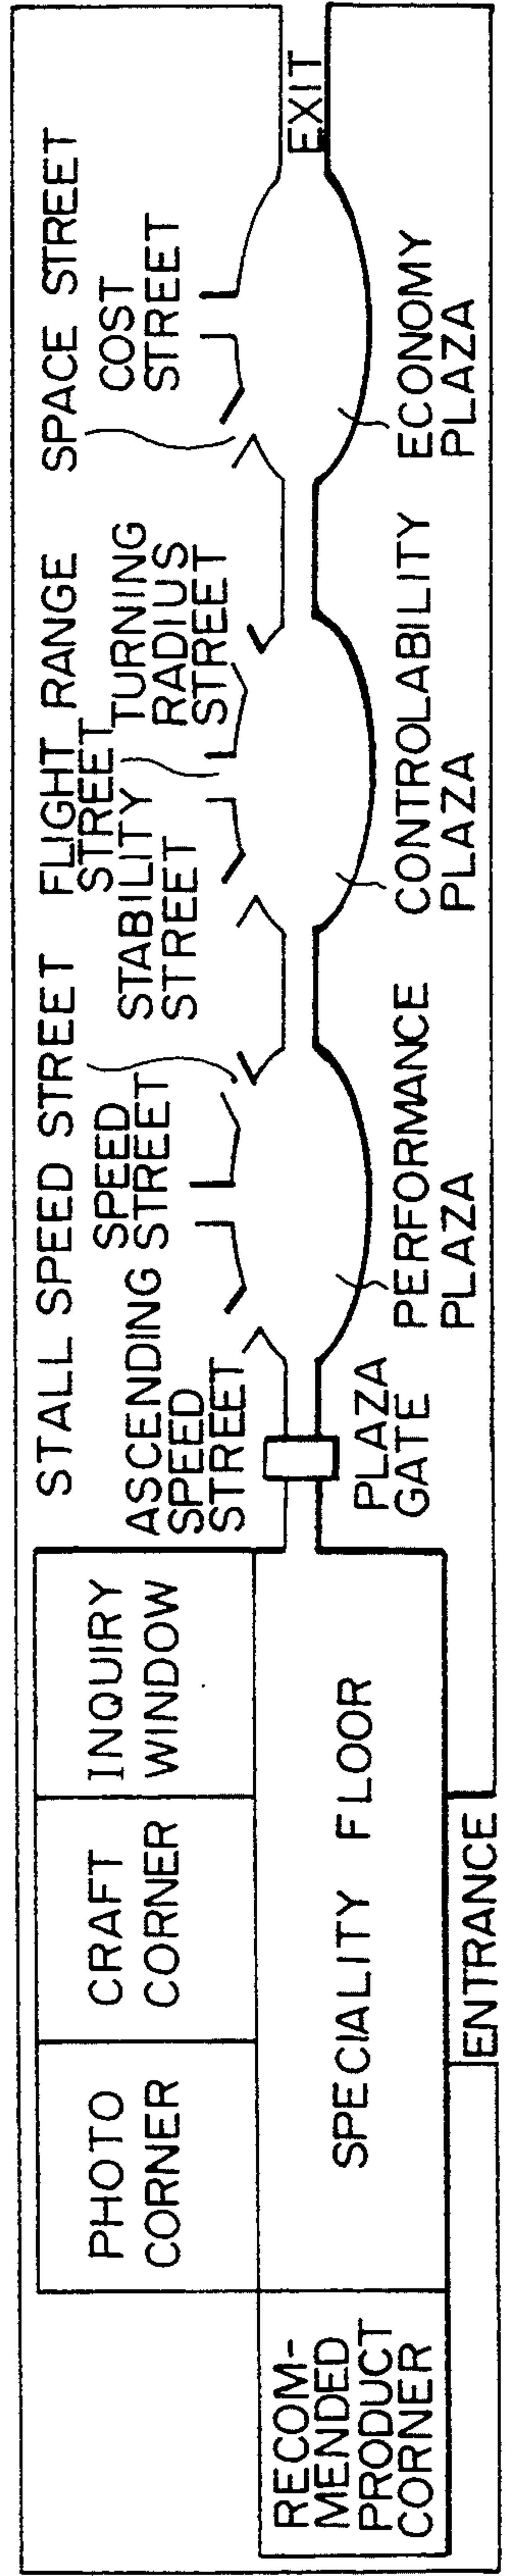 STALL SPEED STREET
FLIGHT RANGE
STREET
SPACE STREET
ASCENDING
SPEED
STREET
SPEED
STREET
STABILITY
STREET
TURNING
RADIUS
STREET
COST
STREET
EXIT
PLAZA
GATE
PERFORMANCE
PLAZA
CONTROLABILITY
PLAZA
ECONOMY
PLAZA
PHOTO
CORNER
CRAFT
CORNER
INQUIRY
WINDOW
RECOM-
MENDED
PRODUCT
CORNER
SPECIALITY FLOOR
ENTRANCE